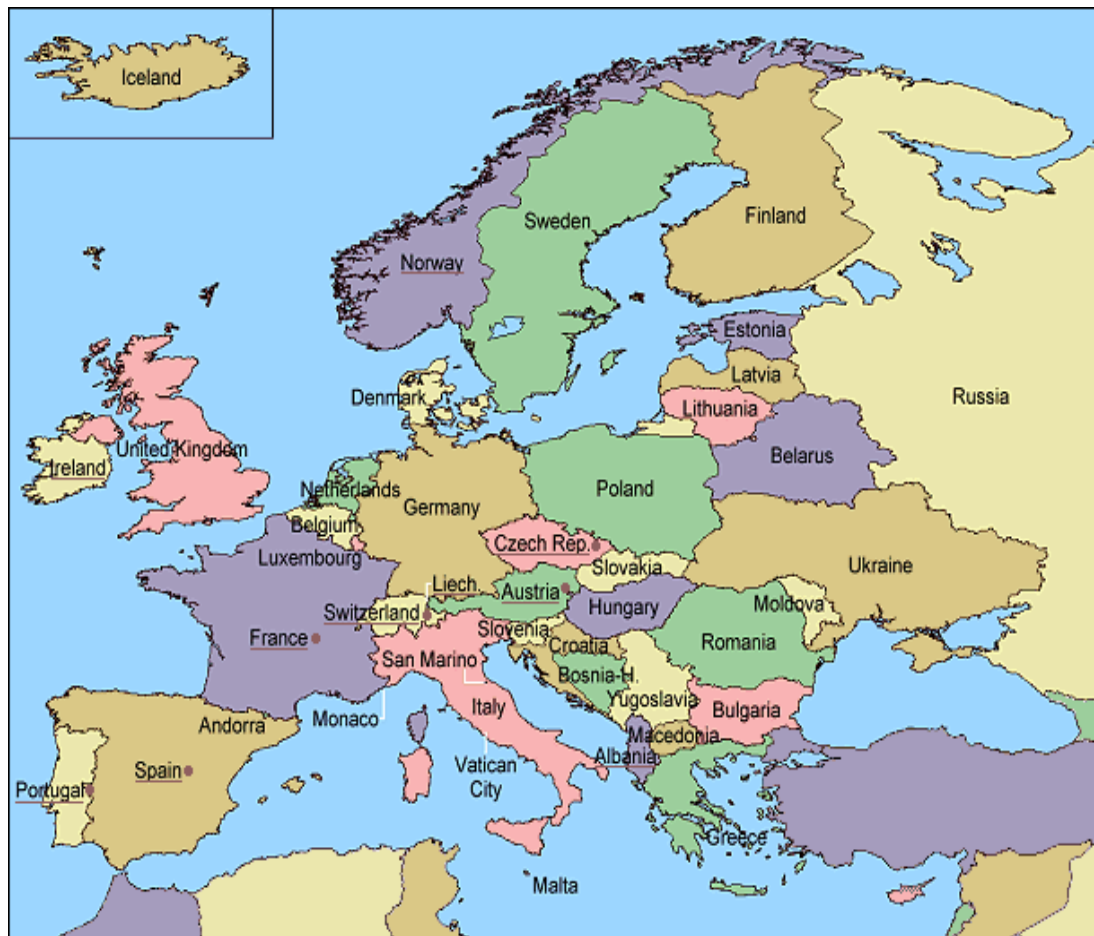 Iceland
Sweden
Finland
Norway
Estonia
Latvia
Denmark
Russia
Lithuania
United Kingdom
Belarus
Ireland
Netherlands
Poland
Germany
Belgium
Czech Rep.
Luxembourg
Slovakia
Ukraine
Liech.
Austria
Switzerland
Hungary
Moldova
Slovenia
France
Croatia
Romania
San Marino
Bosnia-H.
Yugoslavia
Italy
Bulgaria
Monaco
Andorra
Macedonia
Albania
Vatican
City
Spain
Portugal
Greece
Malta